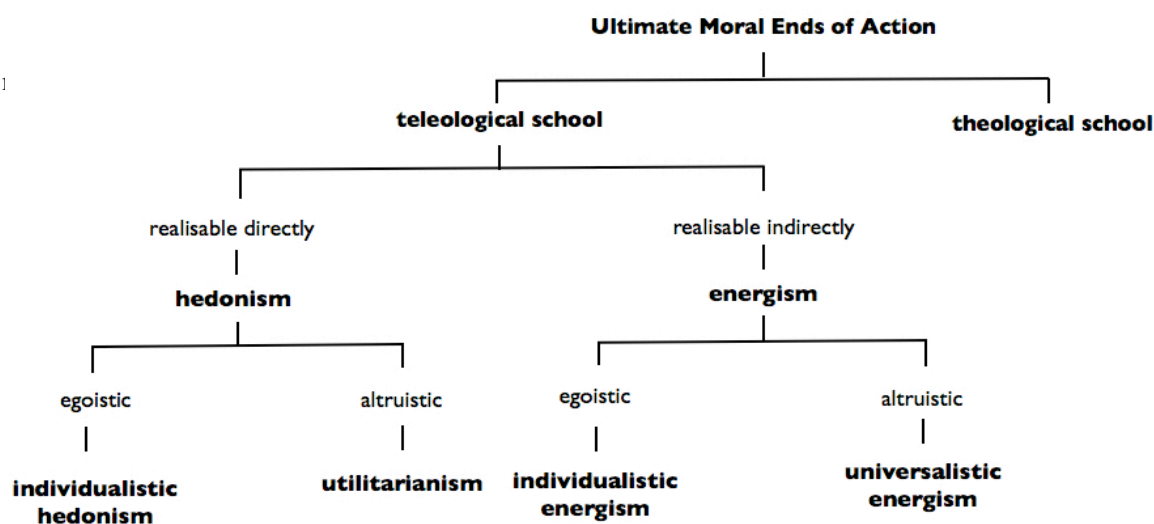 Ultimate Moral Ends of Action
teleological school
theological school
realisable directly
realisable indirectly
hedonism
energism
egoistic
altruistic
egoistic
altruistic
individualistic
hedonism
utilitarianism
individualistic
energism
universalistic
energism